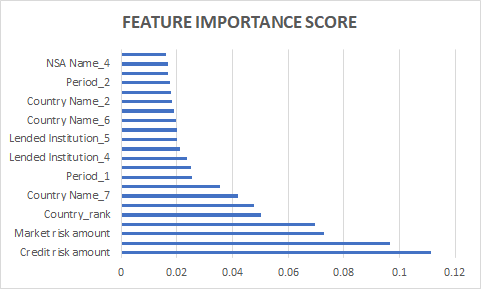 FEATURE IMPORTANCE SCORE
NSA Name_4
Period_2
Country Name_2
Country Name_6
Lended Institution_5
Lended Institution_4
Period_1
Country Name_7
Country_rank
Market risk amount
Credit risk amount
0 0.02 0.04 0.06 0.08 0.1 0.12